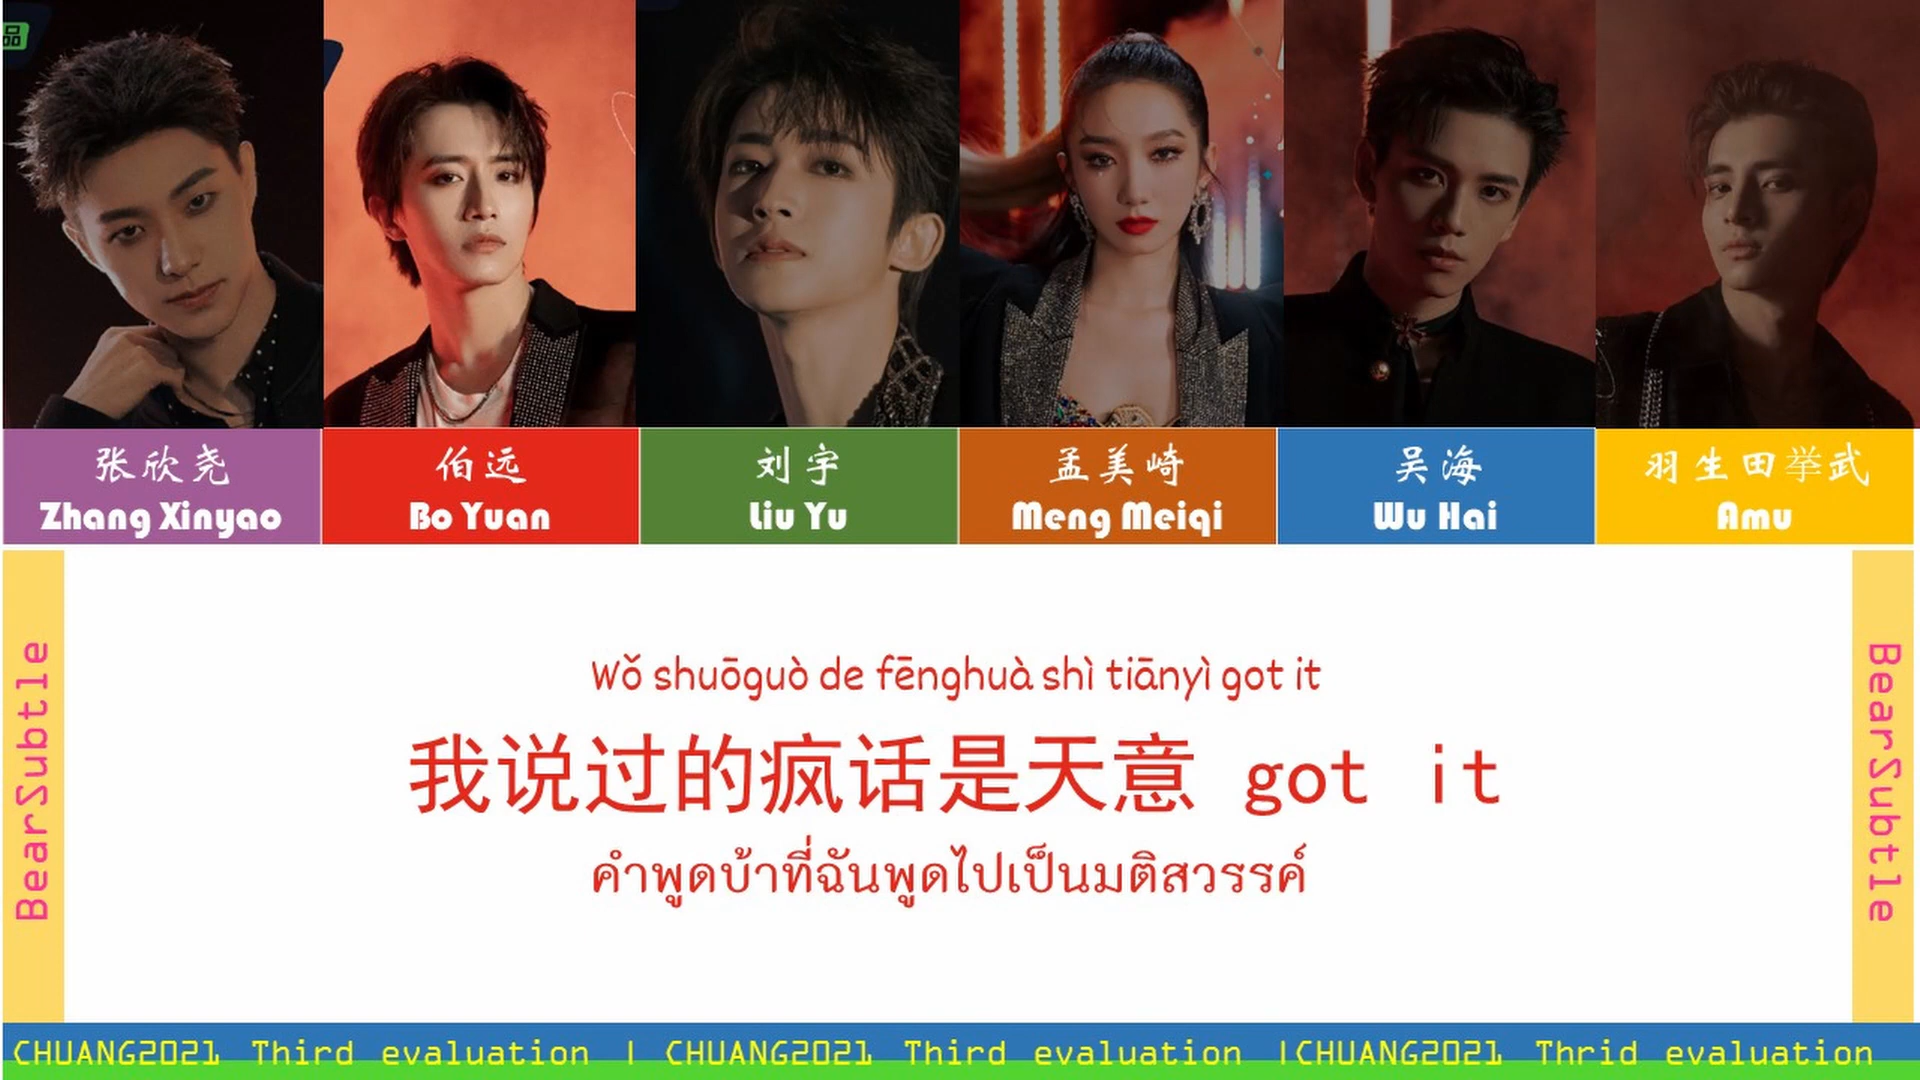 品
张欣尧
Zhang Xinyao
伯远
Bo Yuan
刘宇
Liu Yu
孟美崎
Meng Meiqi
吴海
Wu Hai
羽生田挙武
Amu
BearSubtle
Wǒ shuōguò de fēnghuà shì tiānyì got it
我说过的疯话是天意 got it
คำพูดบ้าที่ฉันพูดไปเป็นมติสวรรค์
BearSubtle
CHUANG2021 Third evaluation | CHUANG2021 Third evaluation |CHUANG2021 Thrid evaluation